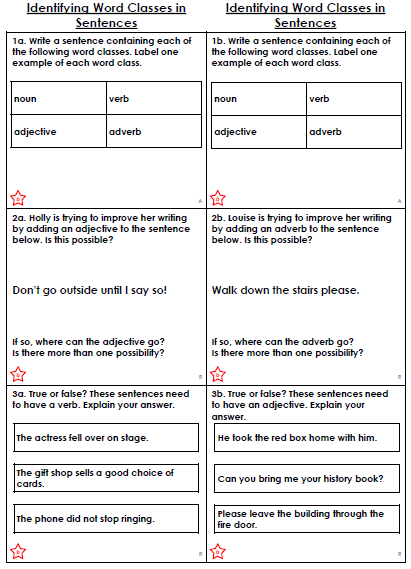 Identifying Word Classes in
Sentences
1a. Write a sentence containing each of
the following word classes. Label one
example of each word class.
noun verb
adjective adverb
D
A
2a. Holly is trying to improve her writing
by adding an adjective to the sentence
below. Is this possible?
Don't go outside until I say so!
If so, where can the adjective go?
Is there more than one possibility?
D
R
3a. True or false? These sentences need
to have a verb. Explain your answer.
The actress fell over on stage.
The gift shop sells a good choice of
cards.
The phone did not stop ringing.
D
R
Identifying Word Classes in
Sentences
1b. Write a sentence containing each of
the following word classes. Label one
example of each word class.
noun verb
adjective adverb
D
A
2b. Louise is trying to improve her writing
by adding an adverb to the sentence
below. Is this possible?
Walk down the stairs please.
If so, where can the adverb go?
Is there more than one possibility?
D
R
3b. True or false? These sentences need
to have an adjective. Explain your
answer.
He took the red box home with him.
Can you bring me your history book?
Please leave the building through the
fire door.
D
R